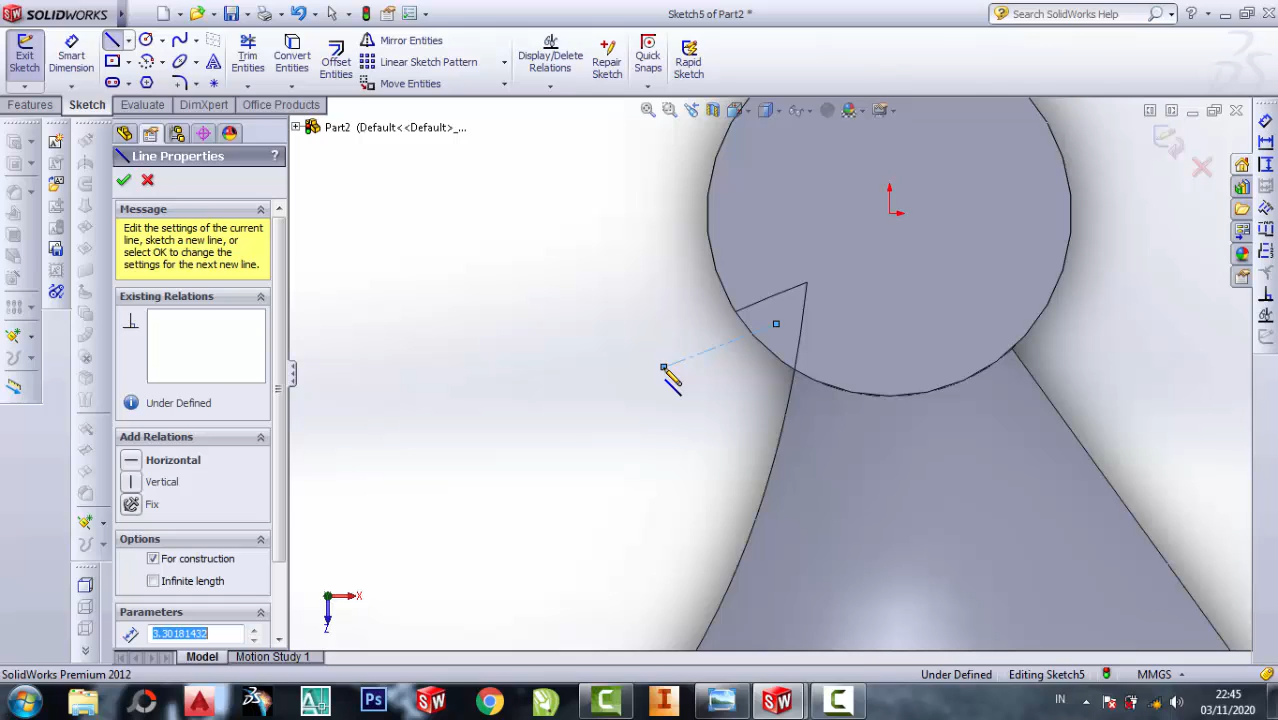 SOLIDWORKS
Sketch5 of Part2 *
Search SolidWorks Help
Exit Sketch
Smart Dimension
Trim Entities
Convert Entities
Offset Entities
Mirror Entities
Linear Sketch Pattern
Move Entities
Display/Delete Relations
Repair Sketch
Quick Snaps
Rapid Sketch
Features
Sketch
Evaluate
DimXpert
Office Products
Part2 (Default<<Default>_...
Line Properties
?
Message
Edit the settings of the current
line, sketch a new line, or
select OK to change the
settings for the next new line.
Existing Relations
Under Defined
Add Relations
Horizontal
Vertical
Fix
Options
For construction
Infinite length
Parameters
3.30181432
X
Z
Model
Motion Study 1
SolidWorks Premium 2012
Under Defined
Editing Sketch5
MMGS
IN
22:45
03/11/2020